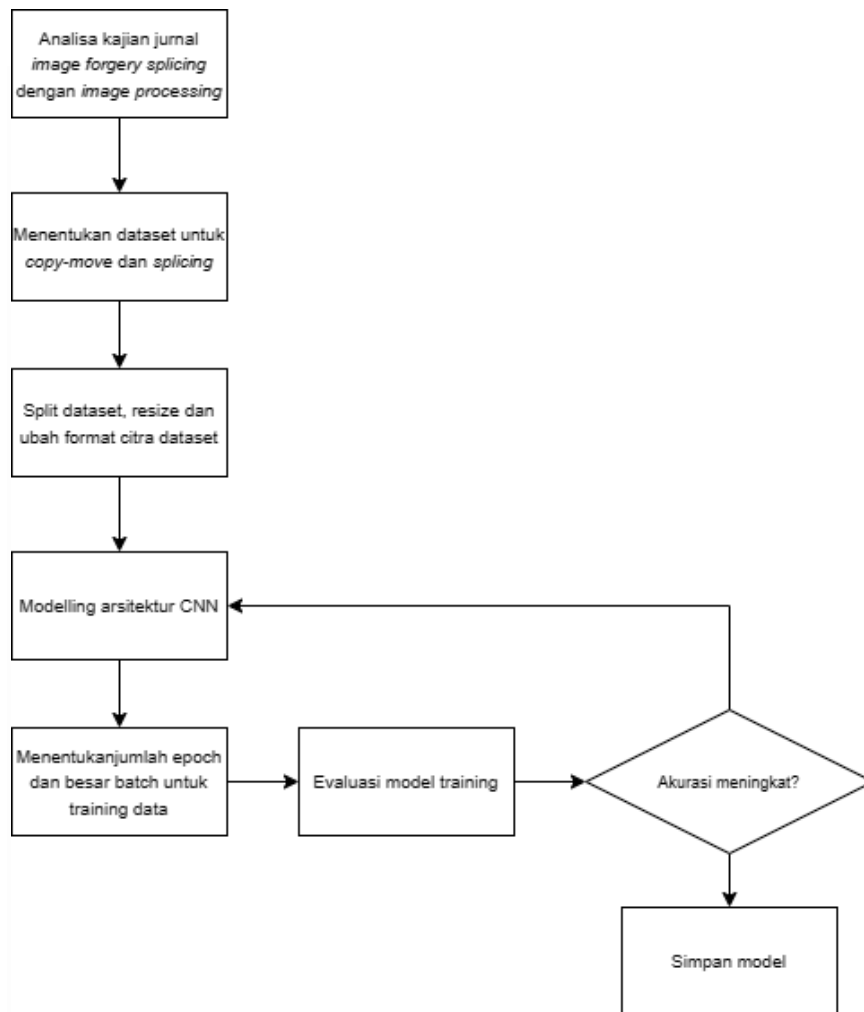 Analisa kajian jurnal
image forgery splicing
dengan image processing
Menentukan dataset untuk
copy-move dan splicing
Split dataset, resize dan
ubah format citra dataset
Modelling arsitektur CNN
Menentukanjumlah epoch
dan besar batch untuk
training data
Evaluasi model training
Akurasi meningkat?
Simpan model